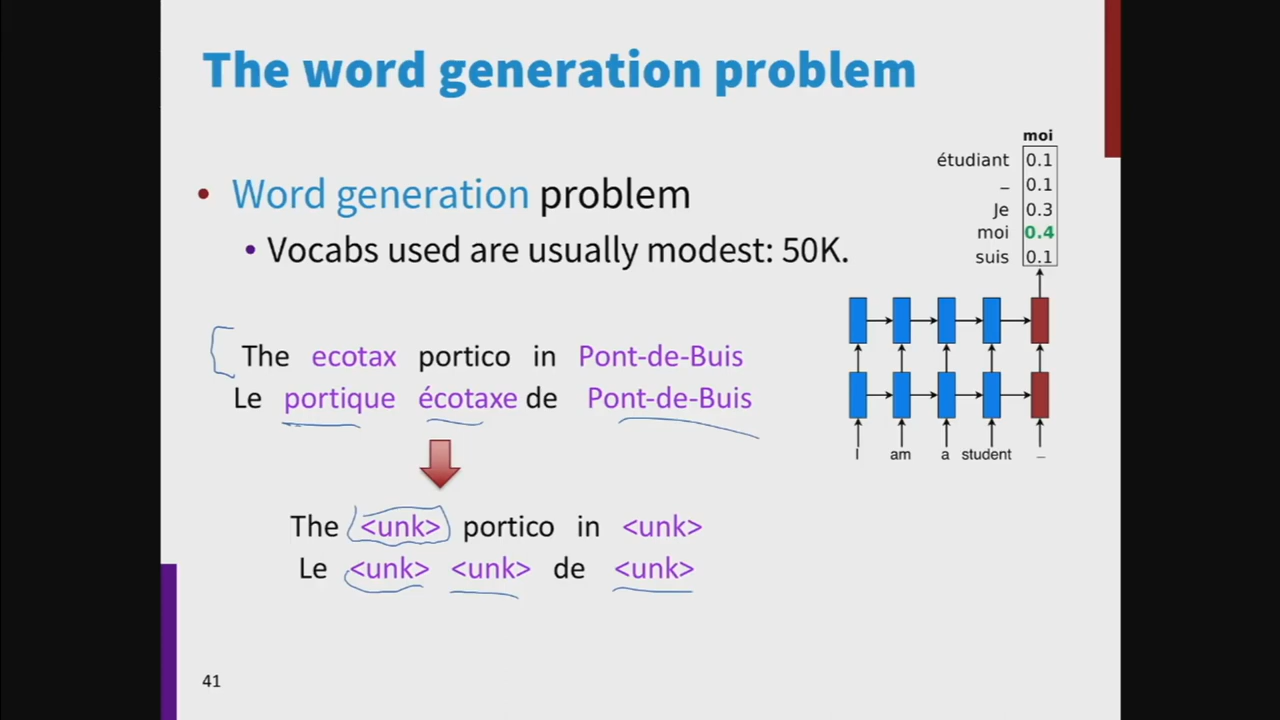 The word generation problem
• Word generation problem
• Vocabs used are usually modest: 50K.
The ecotax portico in Pont-de-Buis
Le portique écotaxe de Pont-de-Buis
The <unk> portico in <unk>
Le <unk> <unk> de <unk>
moi
étudiant 0.1
_ 0.1
Je 0.3
moi 0.4
suis 0.1
I am a student _
41